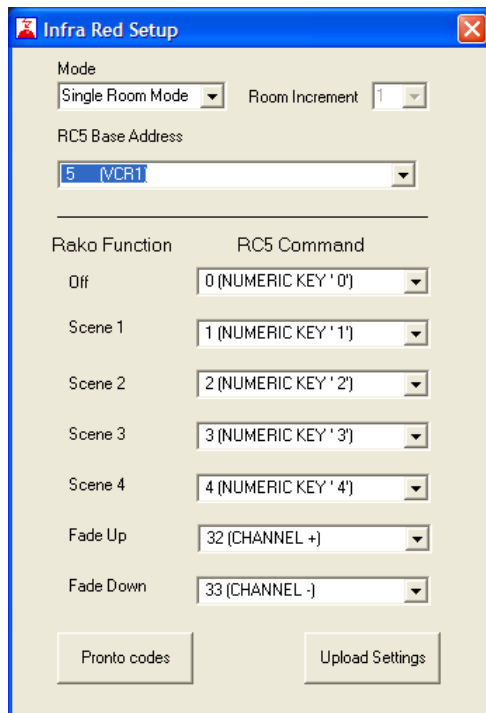 Infra Red Setup
Mode
Single Room Mode Room Increment 1
RC5 Base Address
5 (VCR1)
Rako Function RC5 Command
Off 0 (NUMERIC KEY ' 0')
Scene 1 1 (NUMERIC KEY ' 1')
Scene 2 2 (NUMERIC KEY ' 2')
Scene 3 3 (NUMERIC KEY ' 3')
Scene 4 4 (NUMERIC KEY ' 4')
Fade Up 32 (CHANNEL +)
Fade Down 33 (CHANNEL -)
Pronto codes Upload Settings